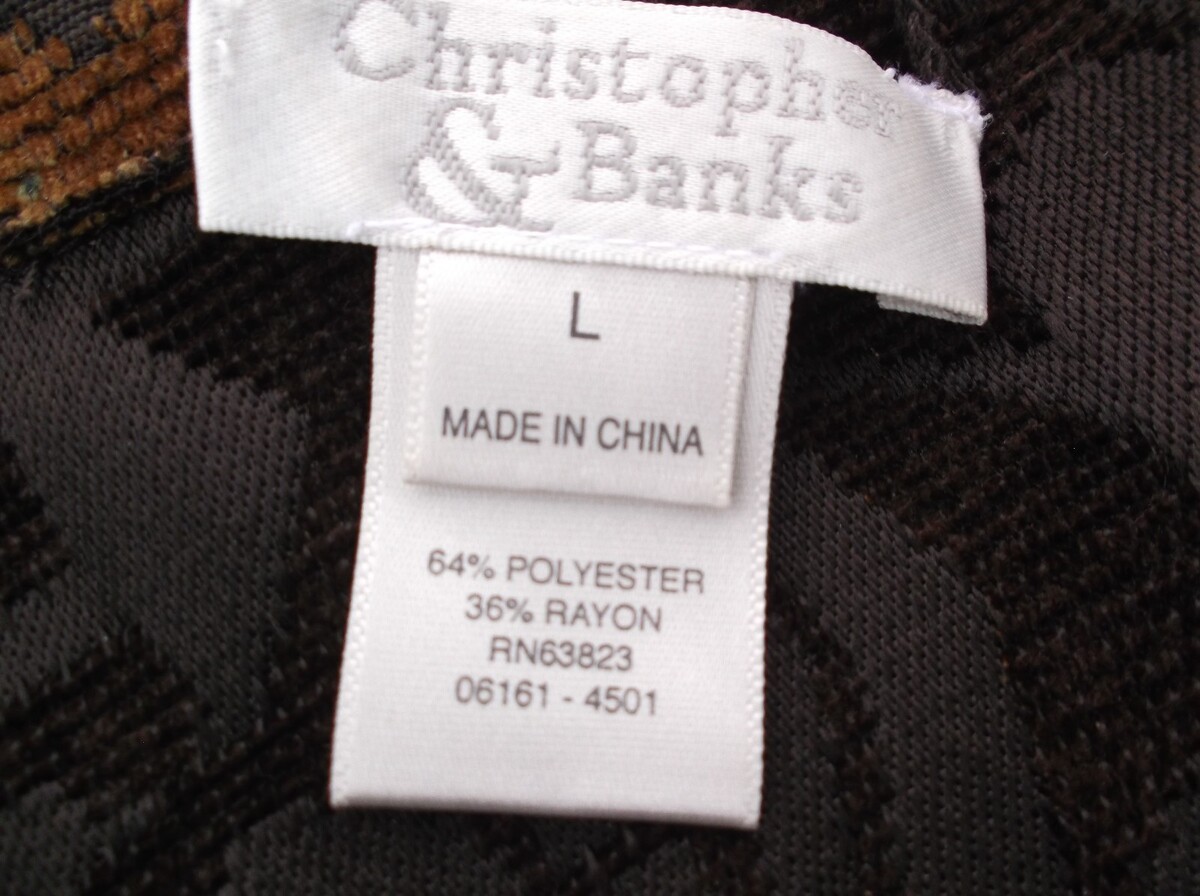 Christopher
& Banks
L
MADE IN CHINA
64% POLYESTER
36% RAYON
RN63823
06161 - 4501